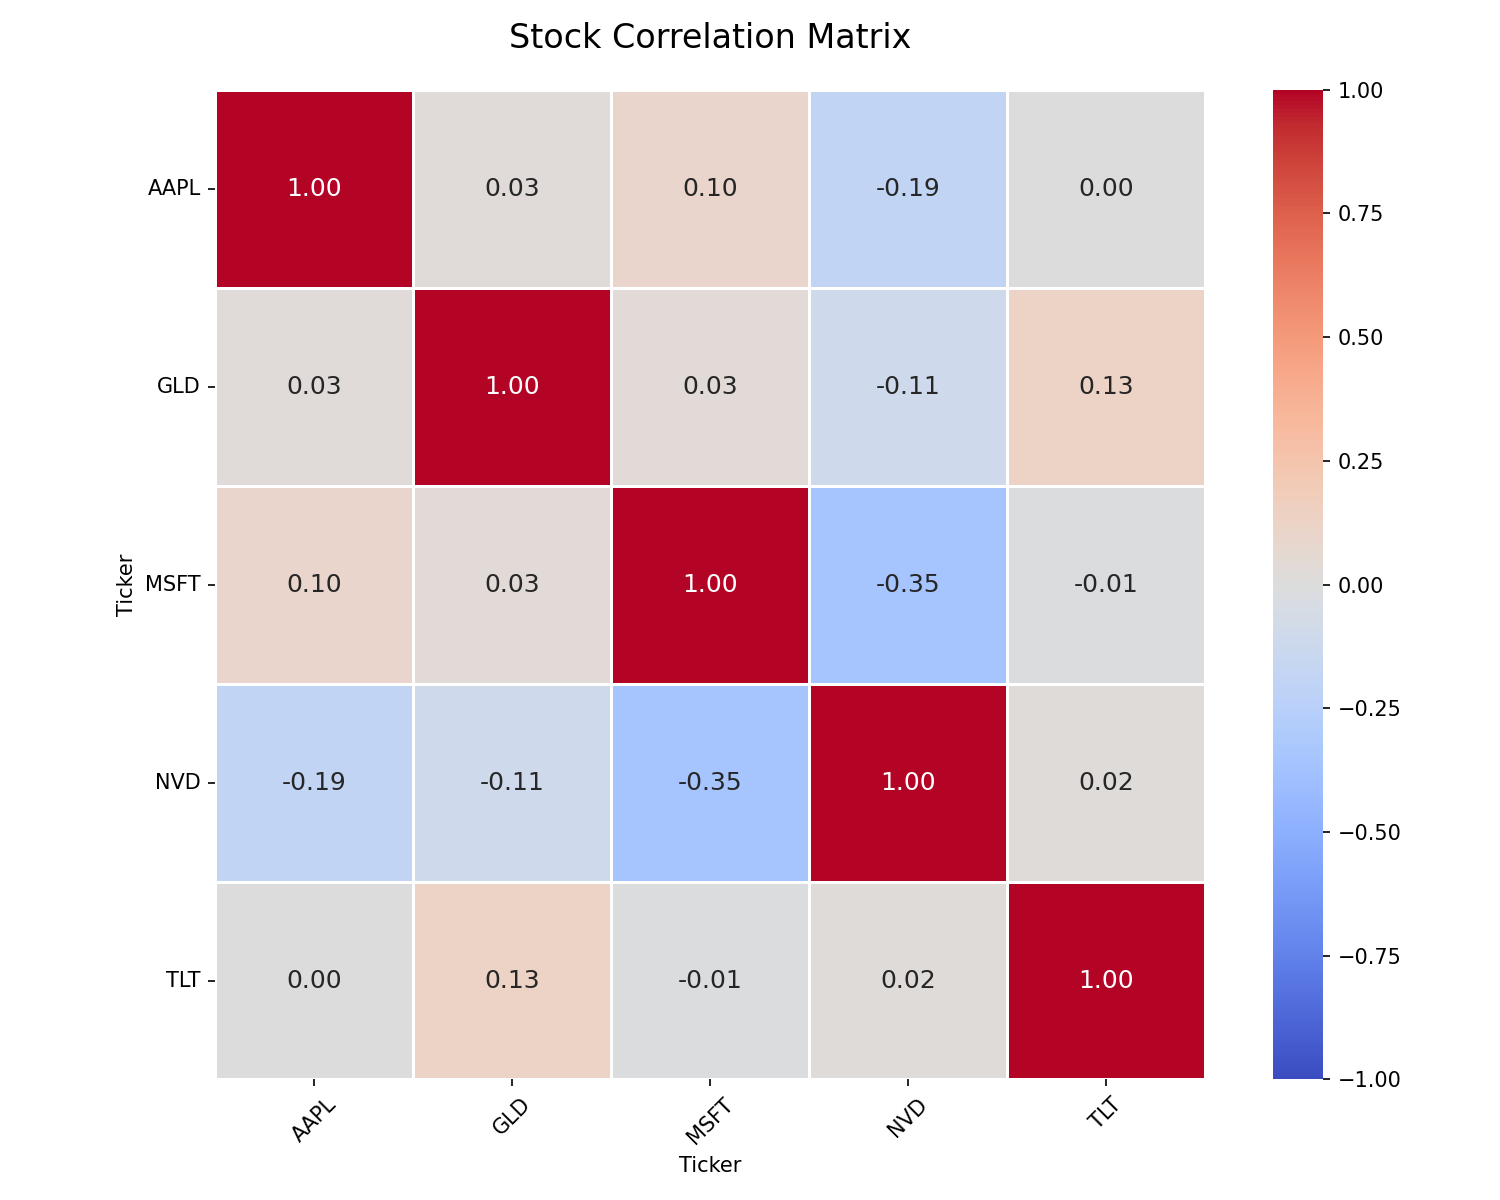 Stock Correlation Matrix
AAPL 1.00 0.03 0.10 -0.19 0.00
GLD 0.03 1.00 0.03 -0.11 0.13
MSFT 0.10 0.03 1.00 -0.35 -0.01
NVD -0.19 -0.11 -0.35 1.00 0.02
TLT 0.00 0.13 -0.01 0.02 1.00
Ticker
AAPL GLD MSFT NVD TLT
Ticker
1.00
0.75
0.50
0.25
0.00
−0.25
−0.50
−0.75
−1.00